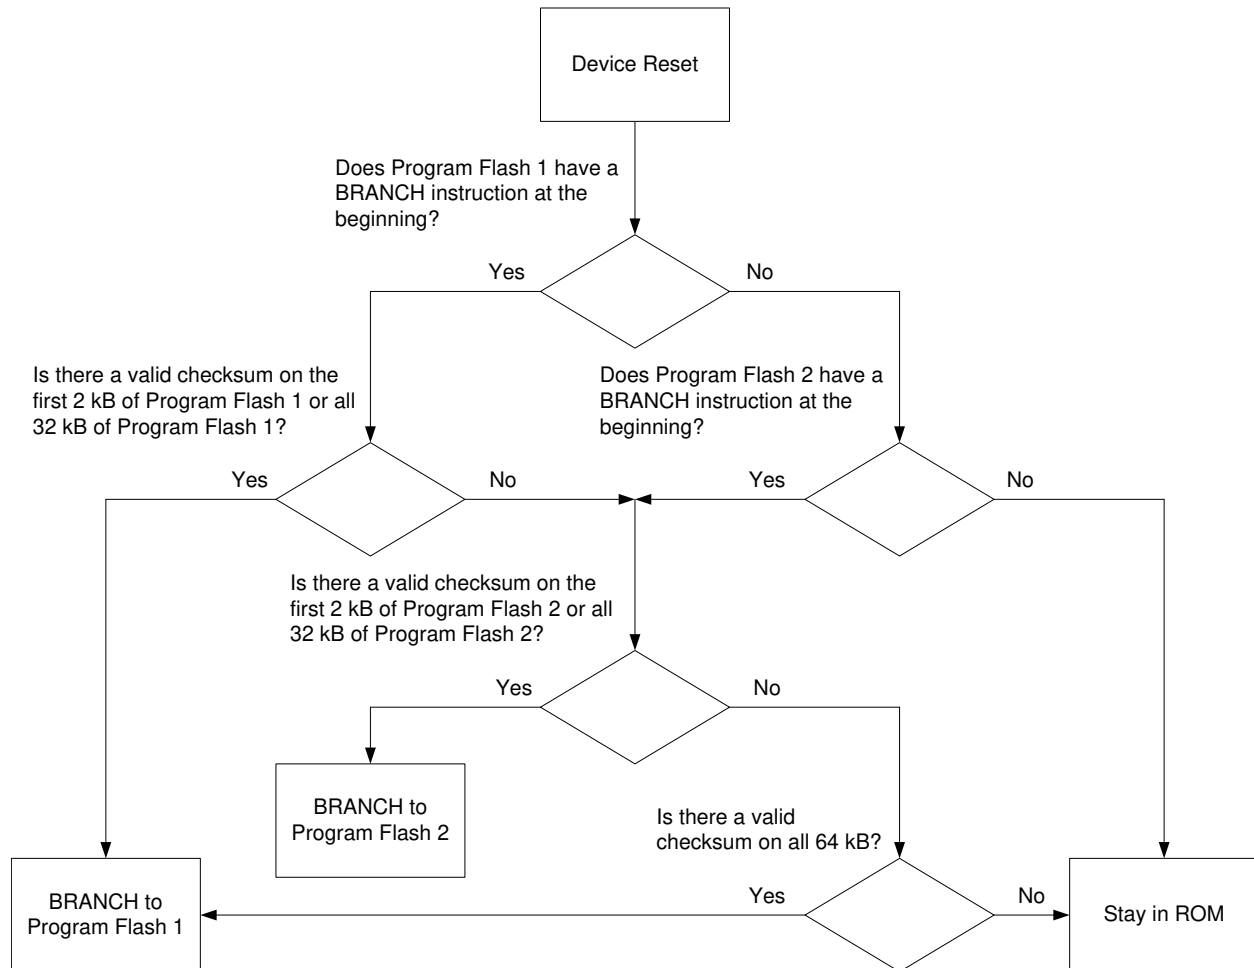 Device Reset
Does Program Flash 1 have a
BRANCH instruction at the
beginning?
Yes
No
Is there a valid checksum on the
first 2 kB of Program Flash 1 or all
32 kB of Program Flash 1?
Does Program Flash 2 have a
BRANCH instruction at the
beginning?
Yes
No
Yes
No
Is there a valid checksum on the
first 2 kB of Program Flash 2 or all
32 kB of Program Flash 2?
Yes
No
BRANCH to
Program Flash 2
Is there a valid
checksum on all 64 kB?
BRANCH to
Program Flash 1
Yes
No
Stay in ROM